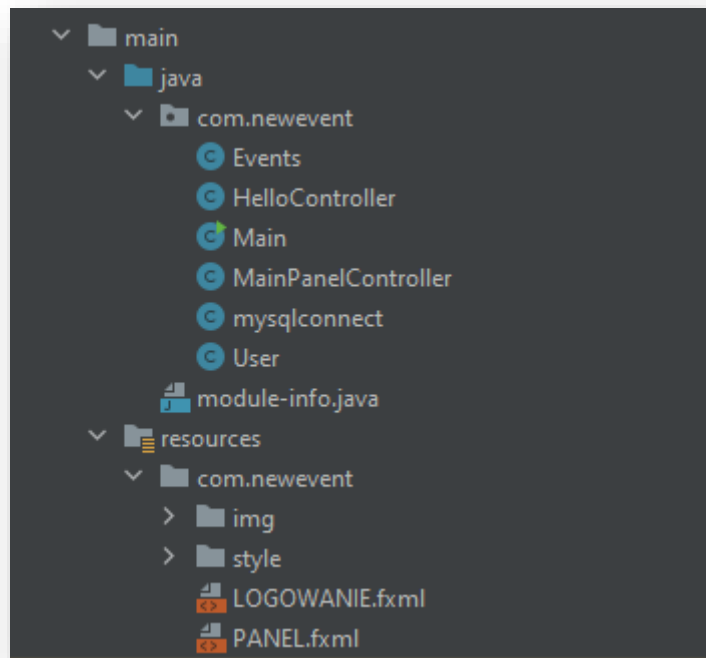 main
java
com.newevent
Events
HelloController
Main
MainPanelController
mysqlconnect
User
module-info.java
resources
com.newevent
img
style
LOGOWANIE.fxml
PANEL.fxml